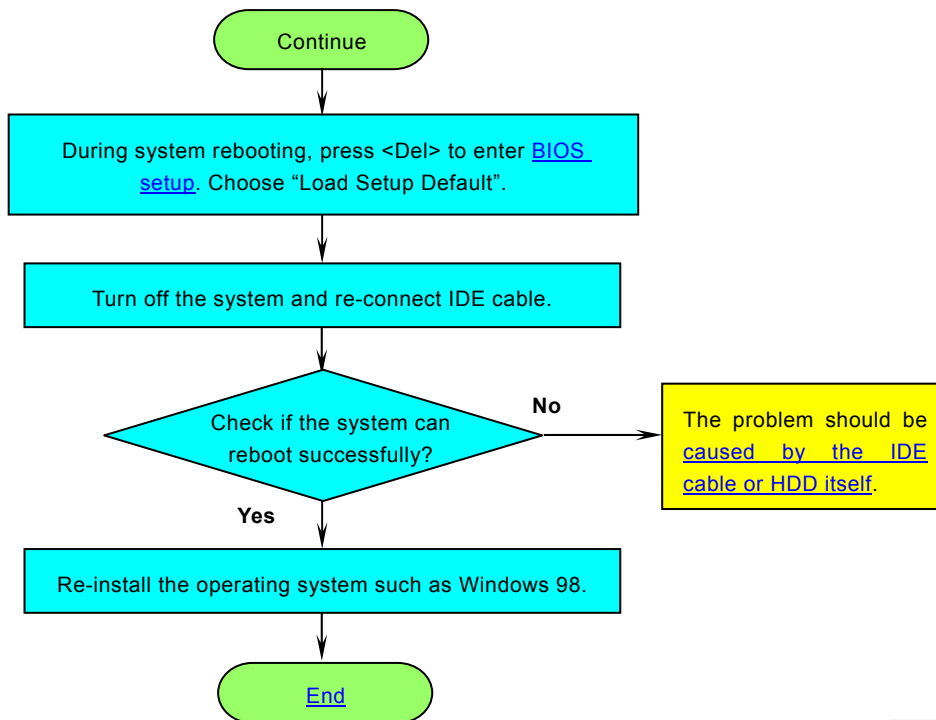 Continue
During system rebooting, press <Del> to enter BIOS
setup. Choose “Load Setup Default”.
Turn off the system and re-connect IDE cable.
Check if the system can
reboot successfully?
No
The problem should be
caused by the IDE
cable or HDD itself.
Yes
Re-install the operating system such as Windows 98.
End